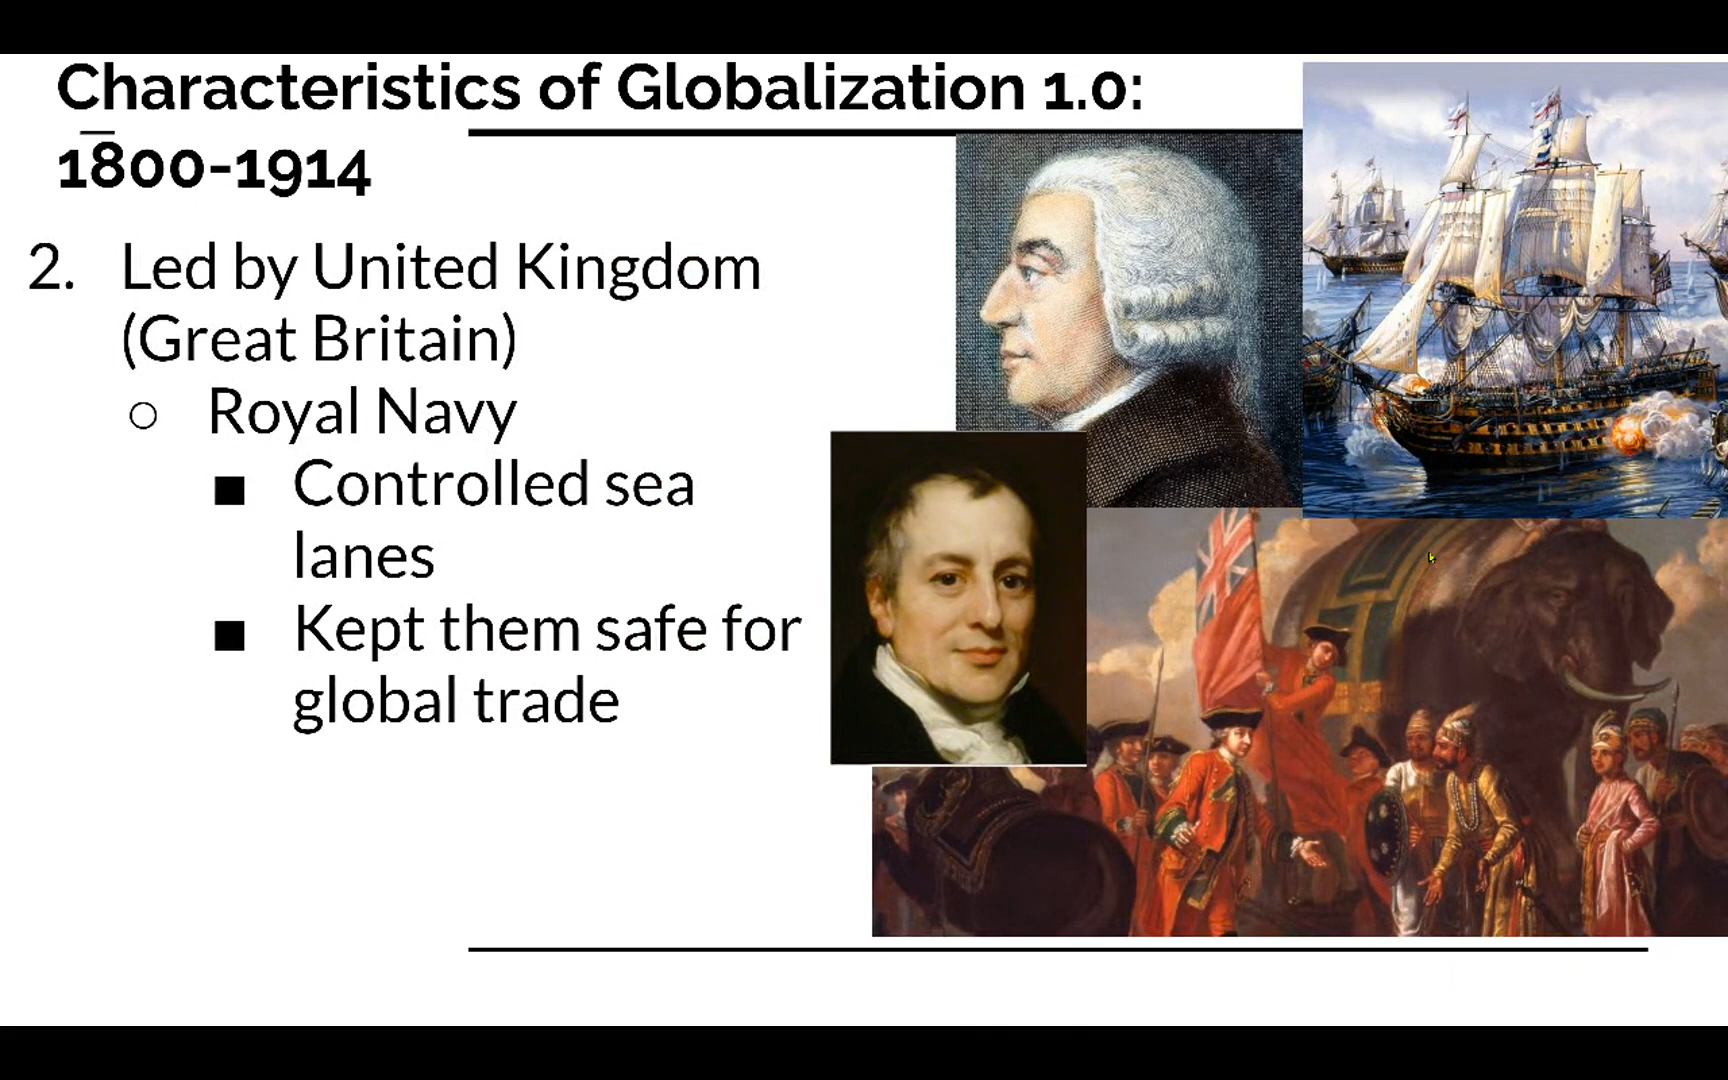 Characteristics of Globalization 1.0:
1800-1914
2. Led by United Kingdom
(Great Britain)
○ Royal Navy
■ Controlled sea
lanes
■ Kept them safe for
global trade